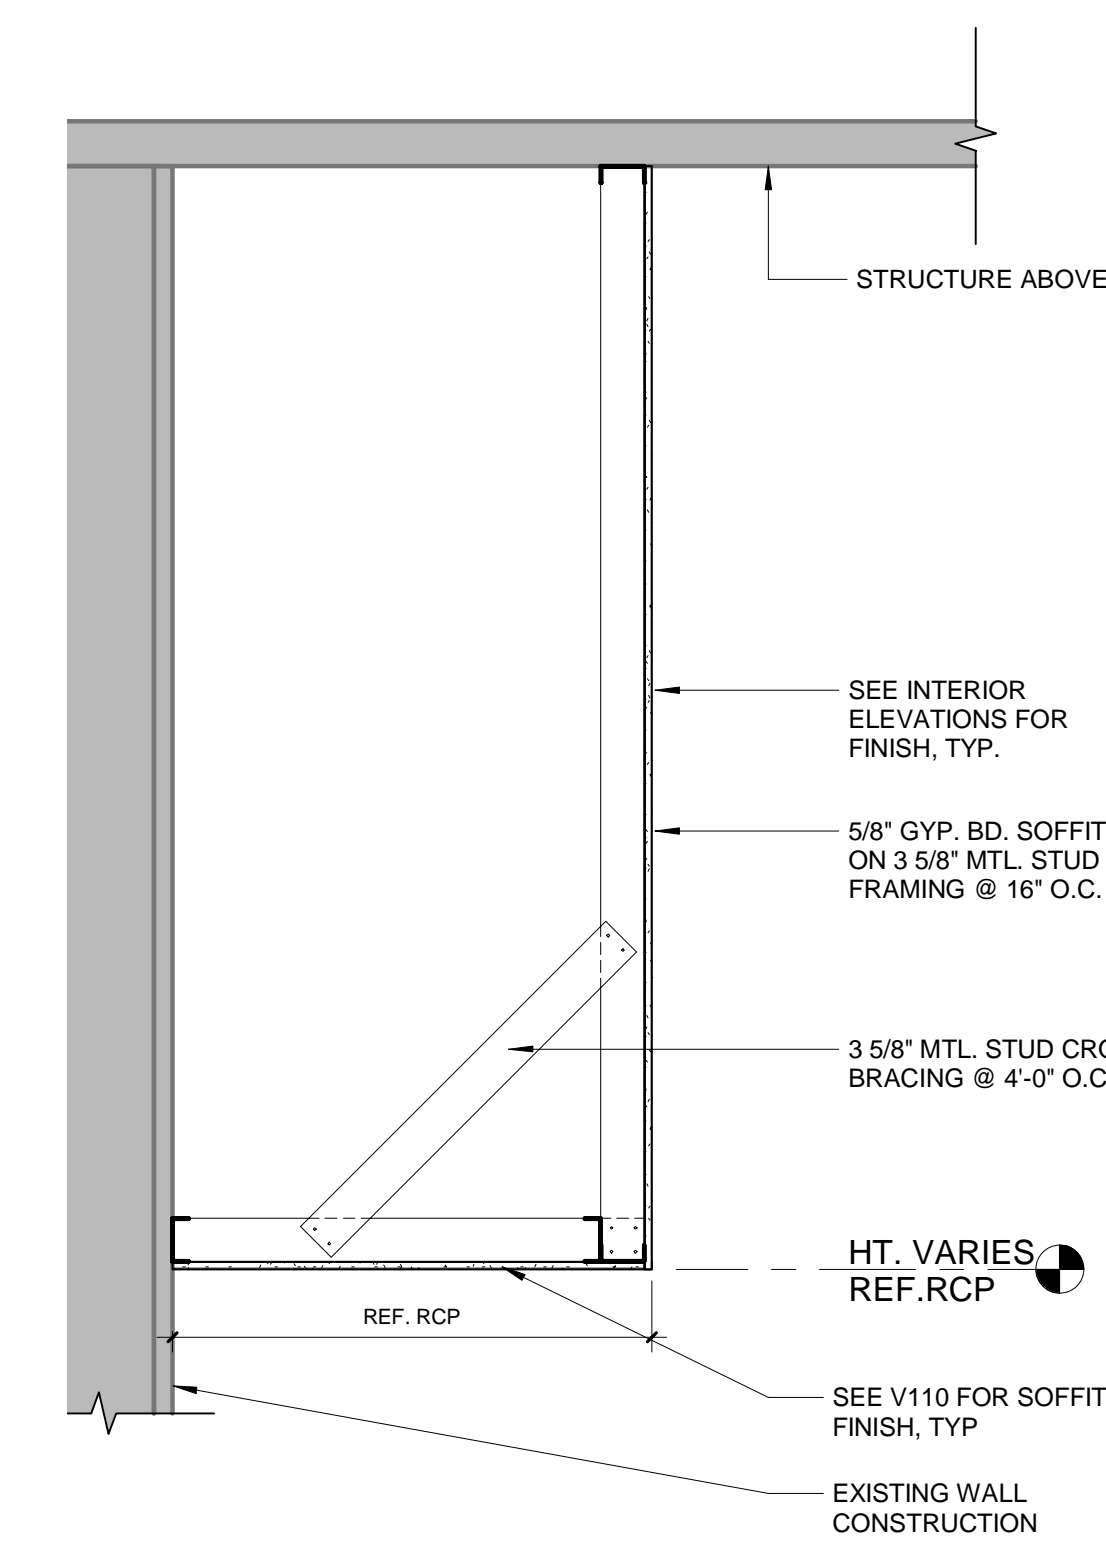 STRUCTURE ABOVE
SEE INTERIOR
ELEVATIONS FOR
FINISH, TYP.
5/8" GYP. BD. SOFFIT
ON 3 5/8" MTL. STUD
FRAMING @ 16" O.C.
3 5/8" MTL. STUD
BRACING @ 4'-0" O.C
HT. VARIES
REF.RCP
REF. RCP
SEE V110 FOR SOFFIT
FINISH, TYP
EXISTING WALL
CONSTRUCTION